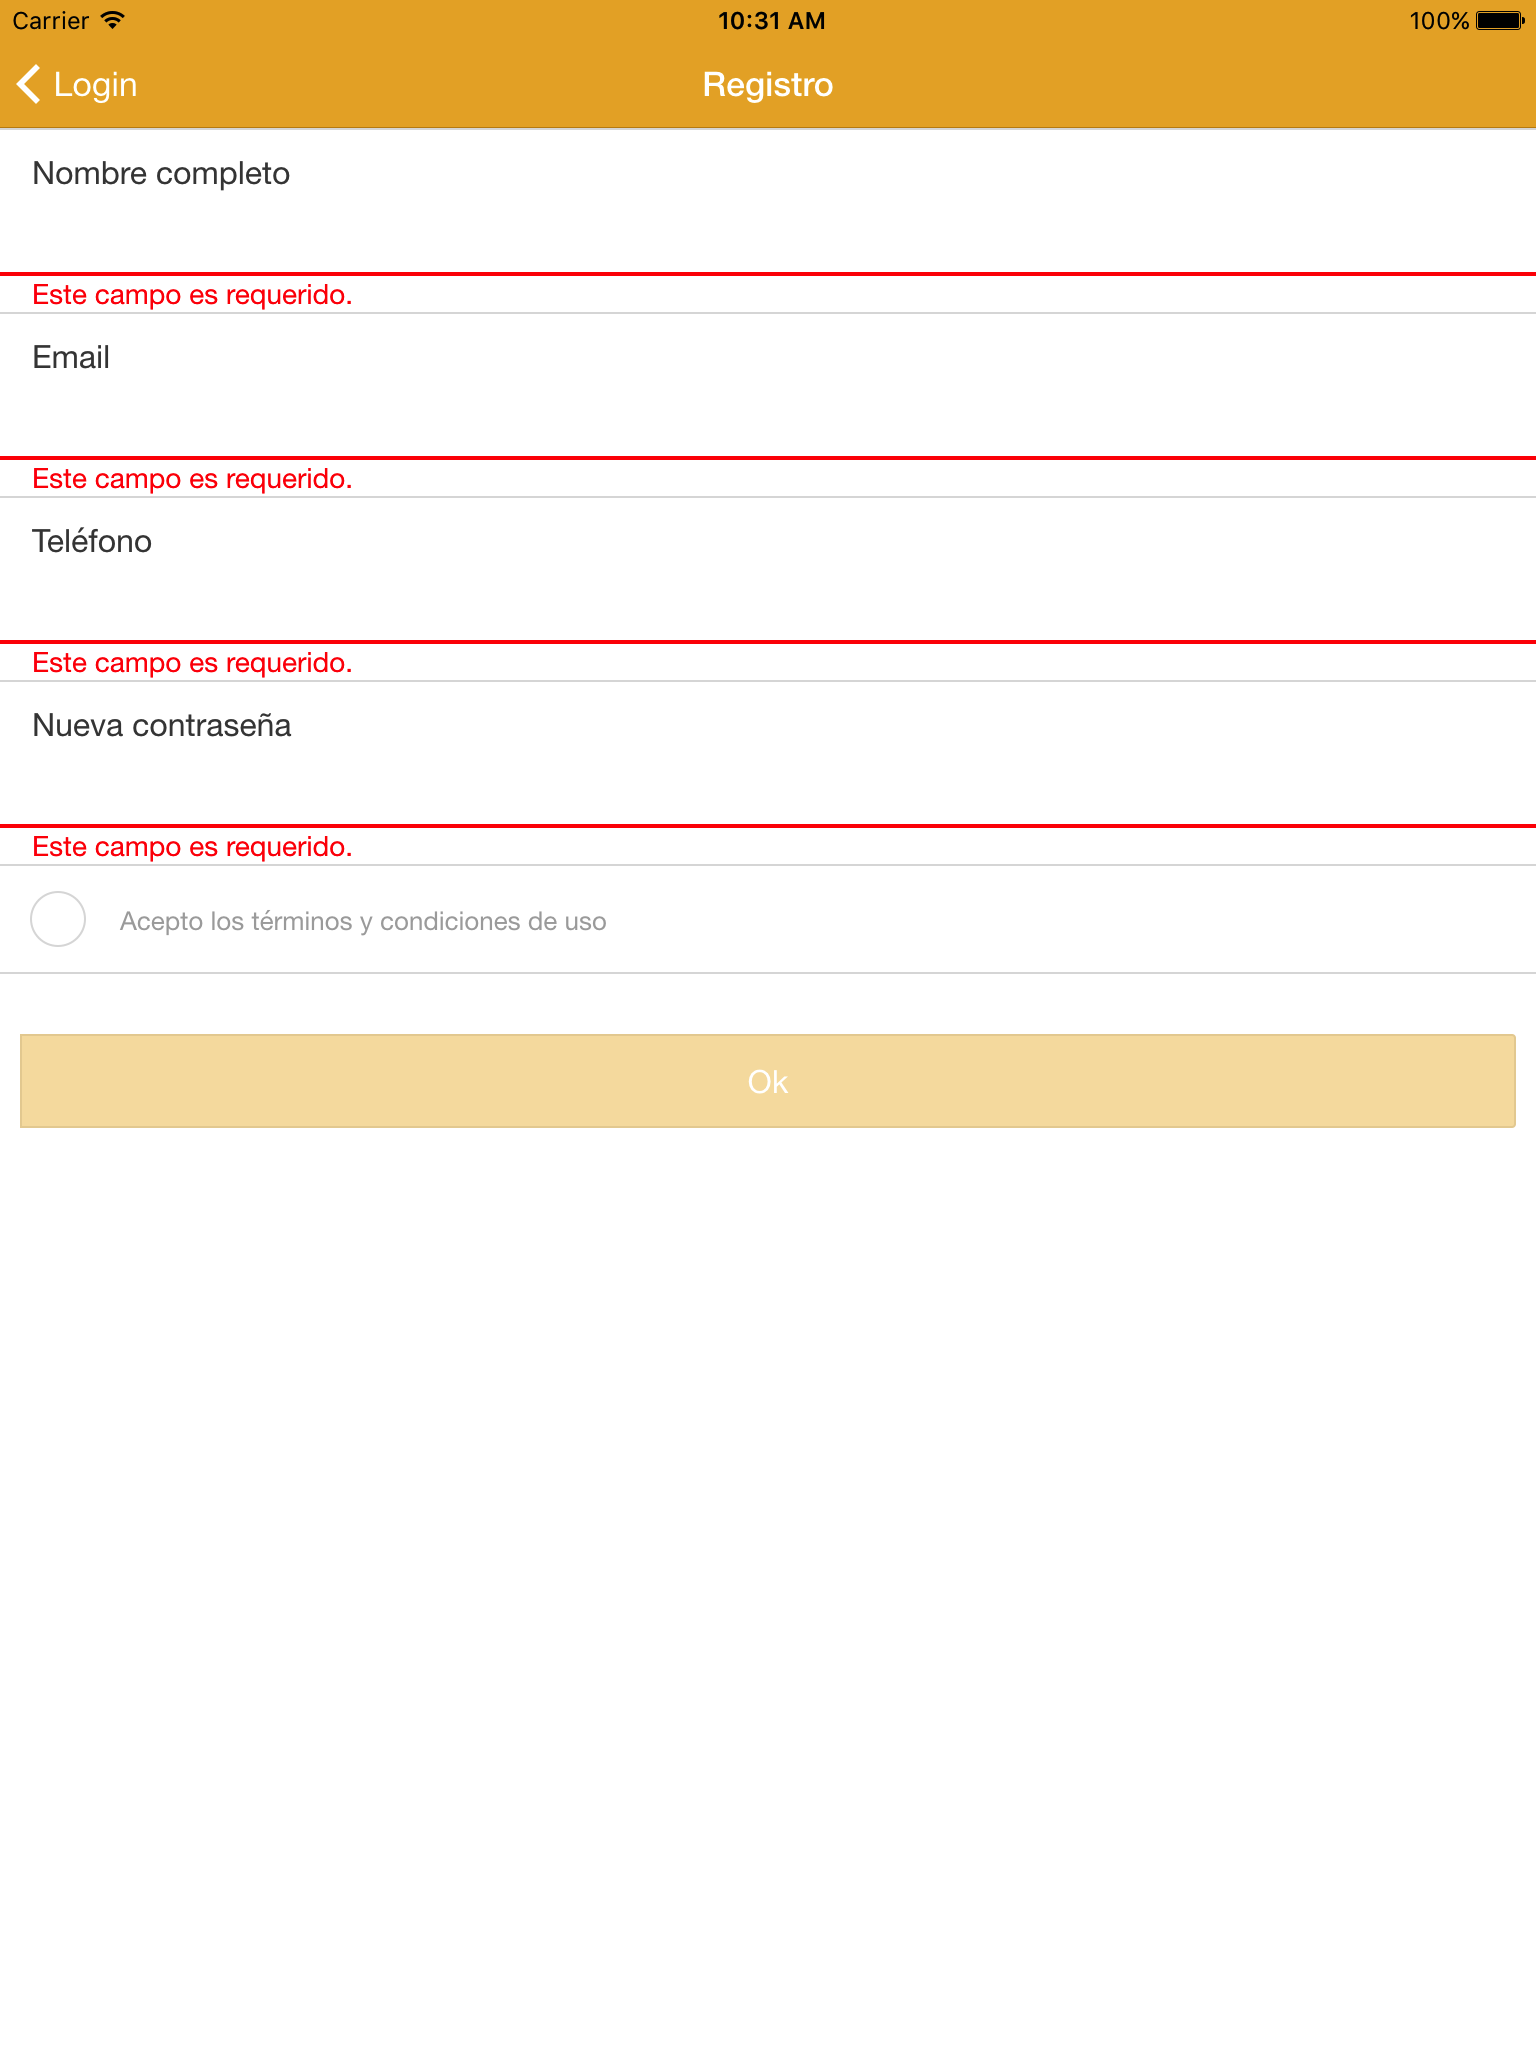 Carrier 10:31 AM 100%
Login Registro
Nombre completo
Este campo es requerido.
Email
Este campo es requerido.
Teléfono
Este campo es requerido.
Nueva contraseña
Este campo es requerido.
Acepto los términos y condiciones de uso
Ok